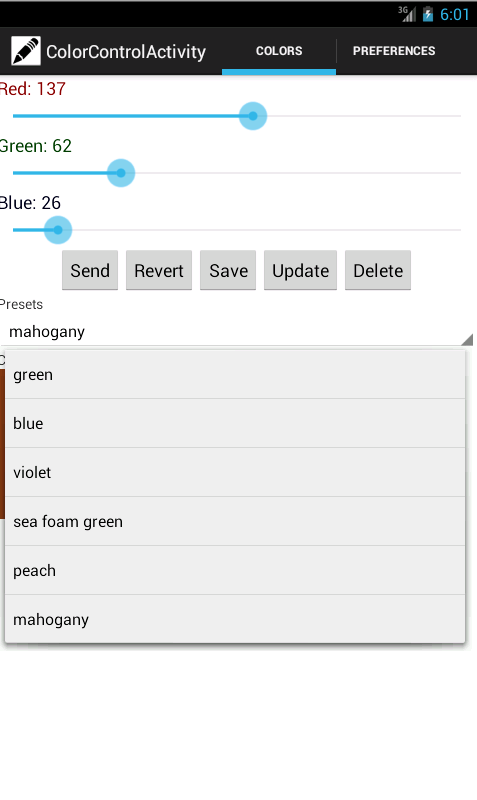 3G 6:01
ColorControlActivity COLORS PREFERENCES
Red: 137
Green: 62
Blue: 26
Send Revert Save Update Delete
Presets
mahogany
green
blue
violet
sea foam green
peach
mahogany